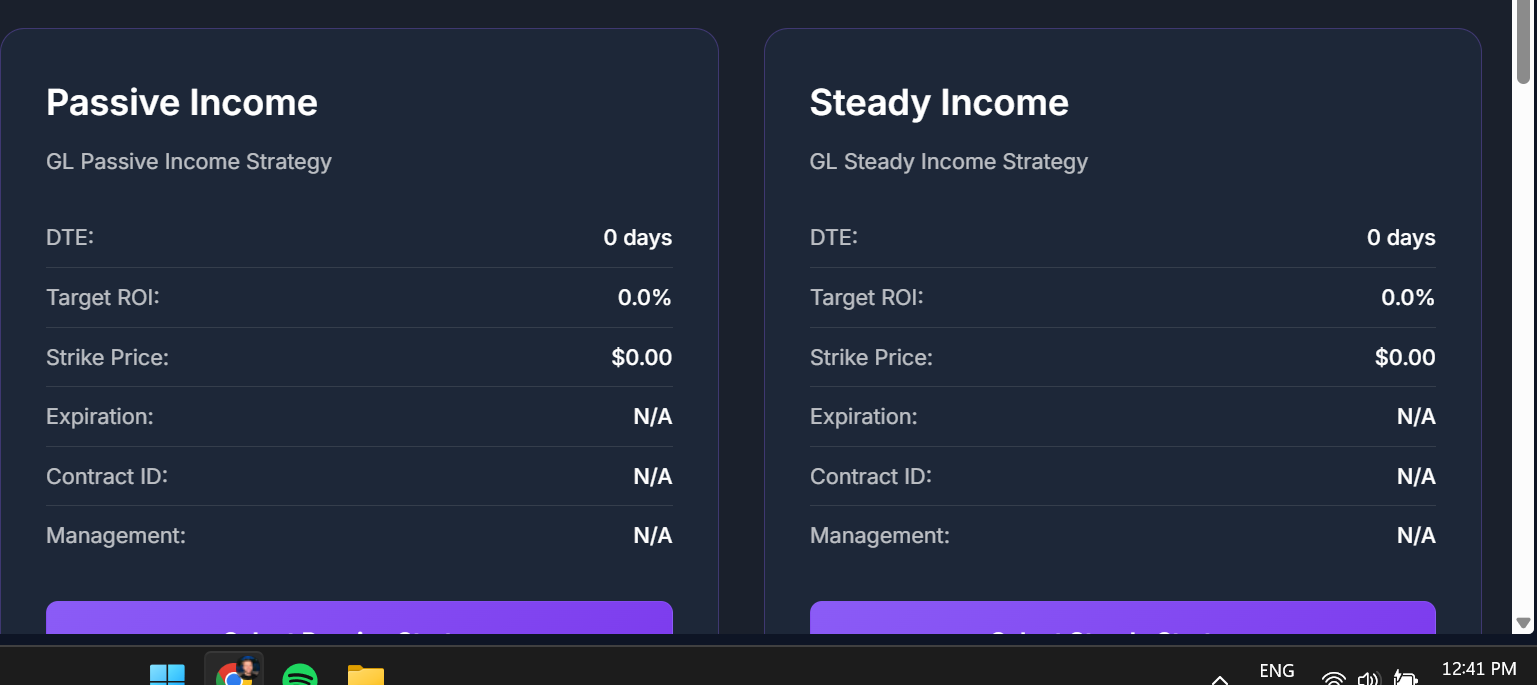 Passive Income
GL Passive Income Strategy
DTE: 0 days
Target ROI: 0.0%
Strike Price: $0.00
Expiration: N/A
Contract ID: N/A
Management: N/A
Steady Income
GL Steady Income Strategy
DTE: 0 days
Target ROI: 0.0%
Strike Price: $0.00
Expiration: N/A
Contract ID: N/A
Management: N/A
ENG
12:41 PM